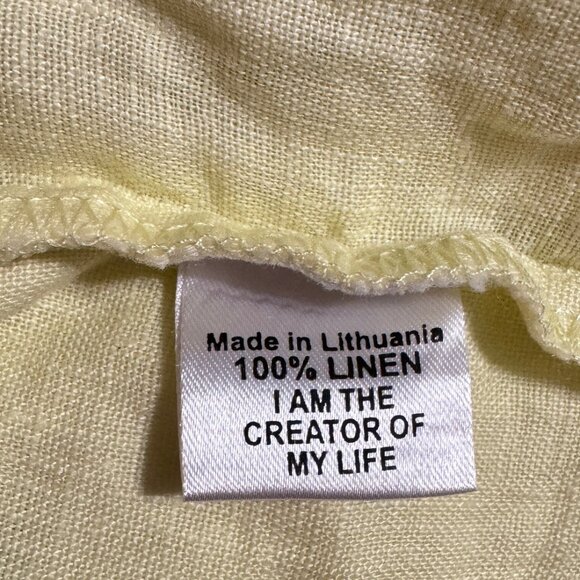 Made in Lithuania
100% LINEN
I AM THE
CREATOR OF
MY LIFE